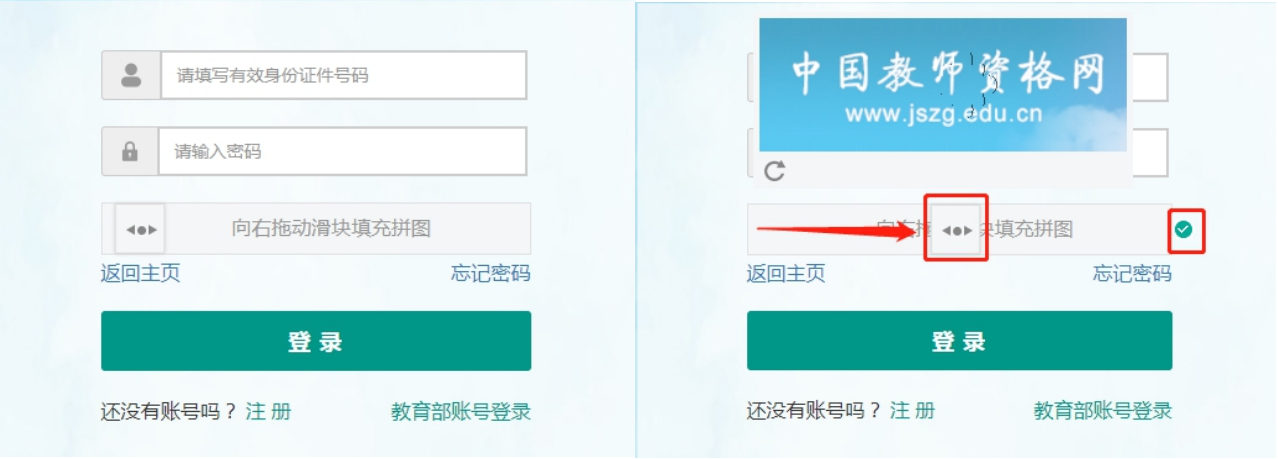 请填写有效身份证件号码
请输入密码
向右拖动滑块填充拼图
返回主页 忘记密码
登 录
还没有账号吗？注 册 教育部账号登录
中国教师资格网
www.jszg.edu.cn
向右拖 块填充拼图
返回主页 忘记密码
登 录
还没有账号吗？注 册 教育部账号登录